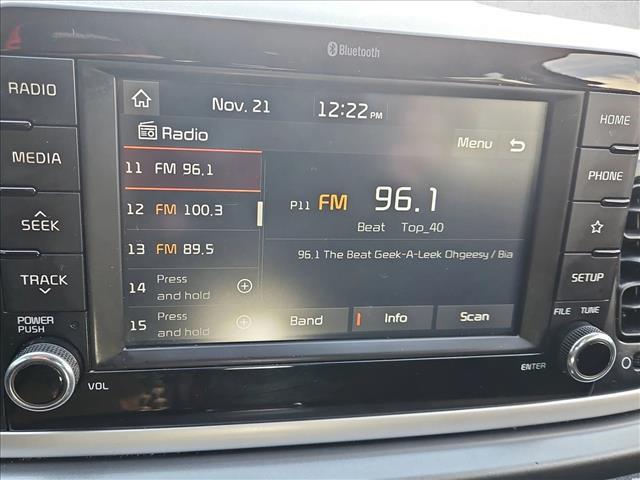 Bluetooth
RADIO
MEDIA
SEEK
TRACK
POWER
PUSH
VOL
Nov. 21 12:22 PM
Radio
Menu
11 FM 96.1
12 FM 100.3
13 FM 89.5
14 Press
and hold
15 Press
and hold
P11 FM 96.1
Beat Top_40
96.1 The Beat Geek-A-Leek Ohgeesy / Bia
Band Info Scan
HOME
PHONE
SETUP
FILE TUNE
ENTER